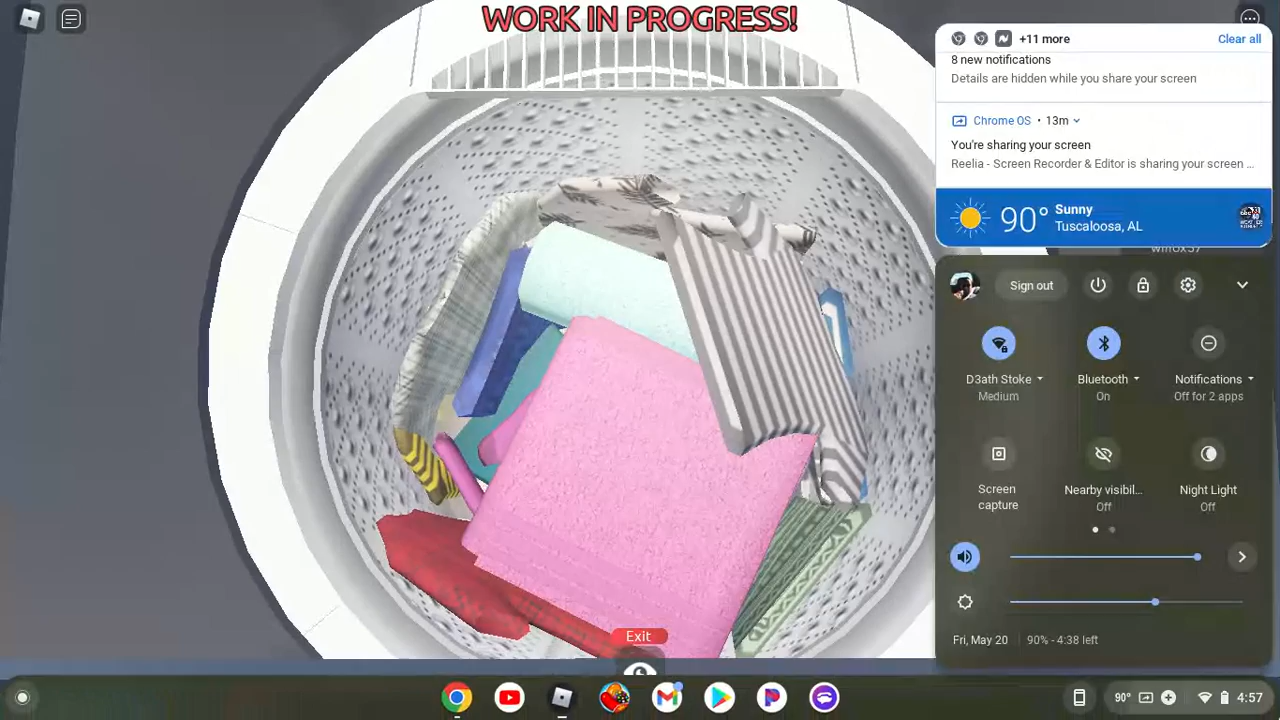 WORK IN PROGRESS!
+11 more
Clear all
8 new notifications
Details are hidden while you share your screen
Chrome OS • 13m
You're sharing your screen
Reelia - Screen Recorder & Editor is sharing your screen ...
90° Sunny
Tuscaloosa, AL
Sign out
D3ath Stoke
Medium
Bluetooth
On
Notifications
Off for 2 apps
Screen
capture
Nearby visibil...
Off
Night Light
Off
Exit
Fri, May 20
90% - 4:38 left
90°
4:57